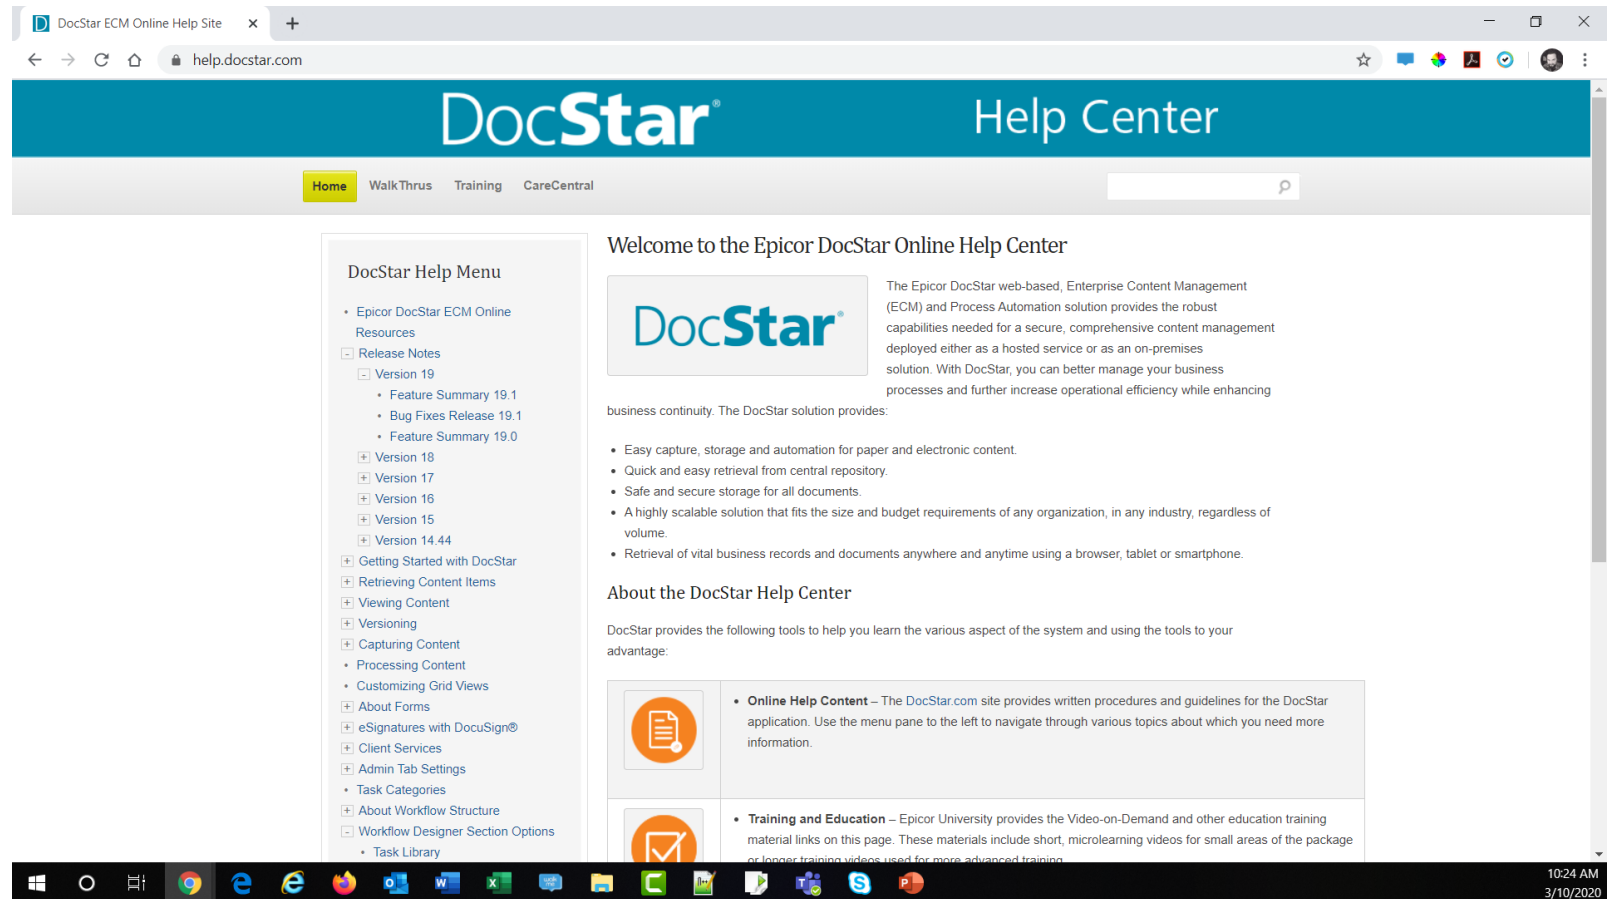 DocStar ECM Online Help Site
help.docstar.com
DocStar®
Help Center
Home
WalkThrus
Training
CareCentral
DocStar Help Menu
Epicor DocStar ECM Online
Resources
Release Notes
Version 19
Feature Summary 19.1
Bug Fixes Release 19.1
Feature Summary 19.0
Version 18
Version 17
Version 16
Version 15
Version 14.44
Getting Started with DocStar
Retrieving Content Items
Viewing Content
Versioning
Capturing Content
Processing Content
Customizing Grid Views
About Forms
eSignatures with DocuSign®
Client Services
Admin Tab Settings
Task Categories
About Workflow Structure
Workflow Designer Section Options
Task Library
Welcome to the Epicor DocStar Online Help Center
DocStar
The Epicor DocStar web-based, Enterprise Content Management
(ECM) and Process Automation solution provides the robust
capabilities needed for a secure, comprehensive content management
deployed either as a hosted service or as an on-premises
solution. With DocStar, you can better manage your business
processes and further increase operational efficiency while enhancing
business continuity. The DocStar solution provides:
Easy capture, storage and automation for paper and electronic content.
Quick and easy retrieval from central repository.
Safe and secure storage for all documents.
A highly scalable solution that fits the size and budget requirements of any organization, in any industry, regardless of
volume.
Retrieval of vital business records and documents anywhere and anytime using a browser, tablet or smartphone.
About the DocStar Help Center
DocStar provides the following tools to help you learn the various aspect of the system and using the tools to your
advantage:
Online Help Content – The DocStar.com site provides written procedures and guidelines for the DocStar
application. Use the menu pane to the left to navigate through various topics about which you need more
information.
Training and Education – Epicor University provides the Video-on-Demand and other education training
material links on this page. These materials include short, microlearning videos for small areas of the package
or longer training videos used for more advanced training
10:24 AM
3/10/2020